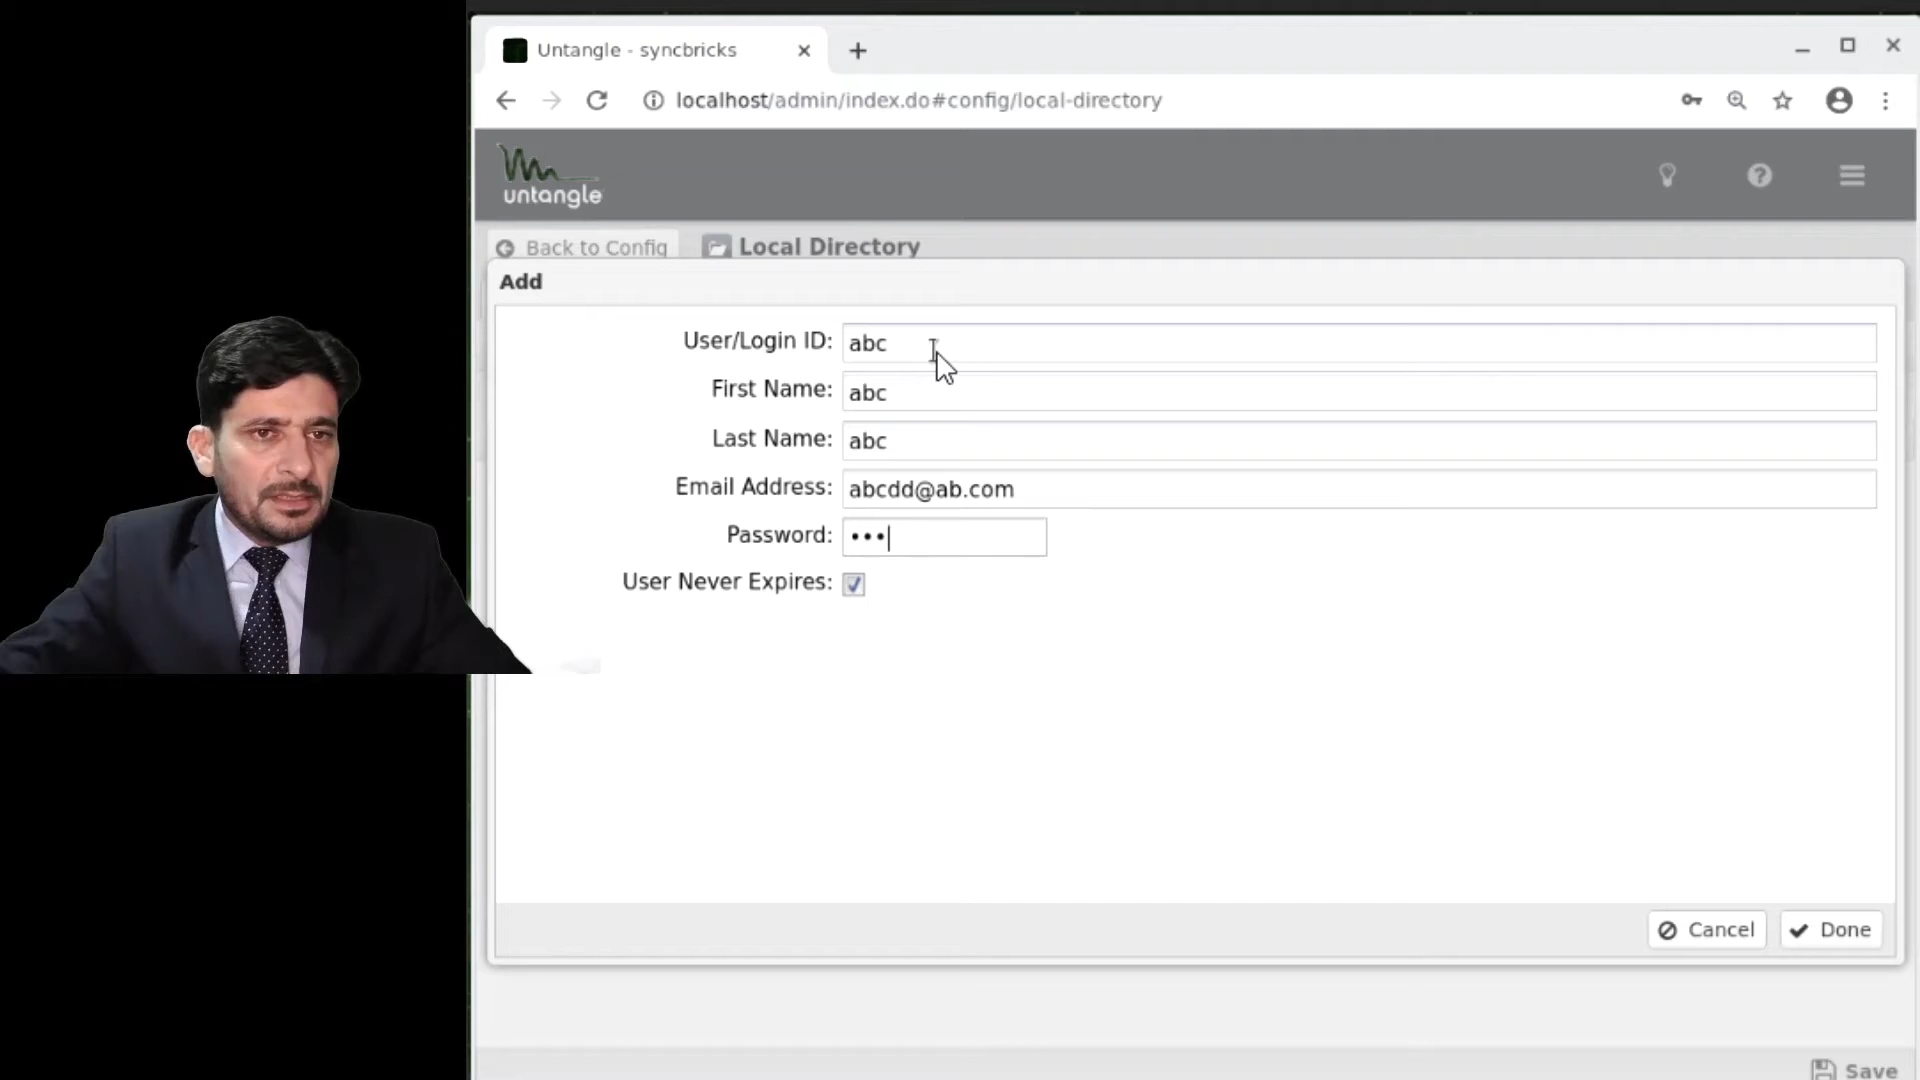 Untangle - syncbricks
localhost/admin/index.do#config/local-directory
untangle
Back to Config
Local Directory
Add
User/Login ID: abc
First Name: abc
Last Name: abc
Email Address: abcdd@ab.com
Password: •••
User Never Expires:
Cancel
Done
Save